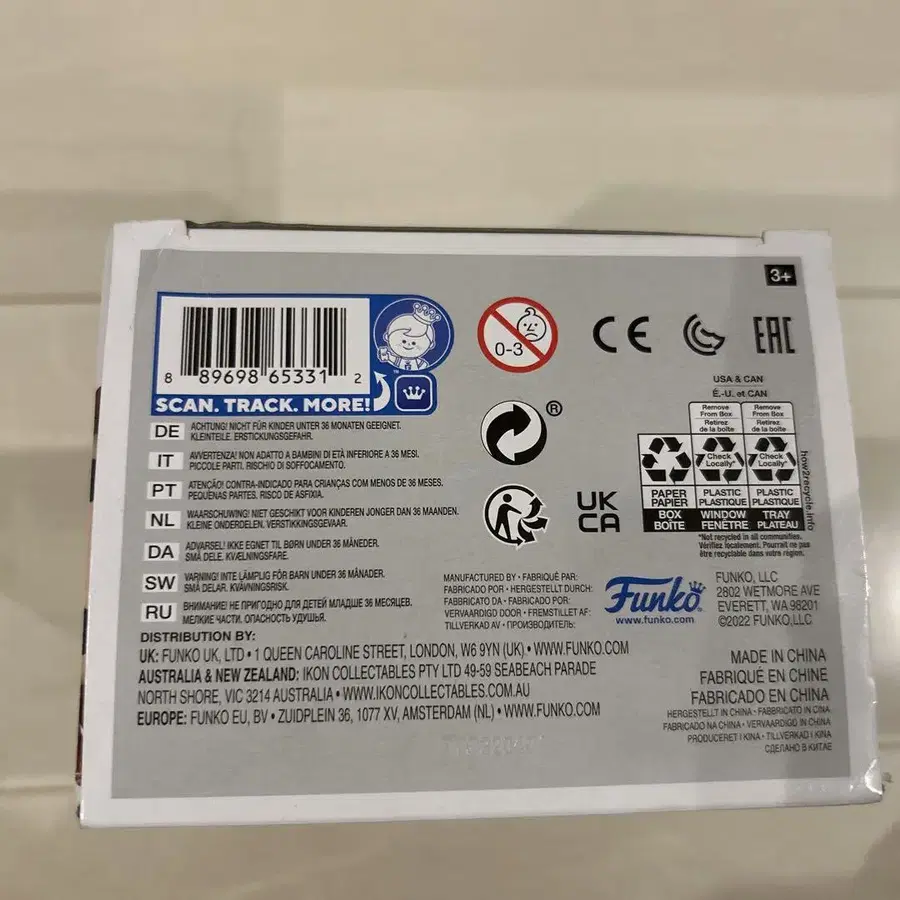 3+
8 89698 65331 2
SCAN. TRACK. MORE!
™
0-3
CE
EAC
®
UK
CA
USA & CAN
É.-U. et CAN
Remove From Box
Retirez de la boîte
Remove From Box
Retirez de la boîte
Check Locally*
Check Locally*
PAPER
PAPIER
PLASTIC
PLASTIQUE
PLASTIC
PLASTIQUE
BOX
BOÎTE
WINDOW
FENÊTRE
TRAY
PLATEAU
how2recycle.info
*Not recycled in all communities.
Vérifiez localement. Pourrait ne pas
être recyclable dans votre région.
DE ACHTUNG! NICHT FÜR KINDER UNTER 36 MONATEN GEEIGNET.
KLEINTEILE. ERSTICKUNGSGEFAHR.
IT AVVERTENZA! NON ADATTO A BAMBINI DI ETÀ INFERIORE A 36 MESI.
PICCOLE PARTI. RISCHIO DI SOFFOCAMENTO.
PT ATENÇÃO! CONTRA-INDICADO PARA CRIANÇAS COM MENOS DE 36 MESES.
PEQUENAS PARTES. RISCO DE ASFIXIA.
NL WAARSCHUWING! NIET GESCHIKT VOOR KINDEREN JONGER DAN 36 MAANDEN.
KLEINE ONDERDELEN. VERSTIKKINGSGEVAAR.
DA ADVARSEL! IKKE EGNET TIL BØRN UNDER 36 MÅNEDER.
SMÅ DELE. KVÆLNINGSFARE.
SW VARNING! INTE LÄMPLIG FÖR BARN UNDER 36 MÅNADER.
SMÅ DELAR. KVÄVNINGSRISK.
RU ВНИМАНИЕ! НЕ ПРИГОДНО ДЛЯ ДЕТЕЙ МЛАДШЕ 36 МЕСЯЦЕВ.
МЕЛКИЕ ЧАСТИ. ОПАСНОСТЬ УДУШЬЯ.
MANUFACTURED BY • FABRIQUÉ PAR:
FABRICADO POR • HERGESTELLT DURCH:
FABBRICATO DA • FABRICADO POR:
VERVAARDIGD DOOR • FREMSTILLET AF:
TILLVERKAD AV • ПРОИЗВОДИТЕЛЬ:
Funko
www.funko.com
FUNKO, LLC
2802 WETMORE AVE
EVERETT, WA 98201
©2022 FUNKO,LLC
DISTRIBUTION BY:
UK: FUNKO UK, LTD • 1 QUEEN CAROLINE STREET, LONDON, W6 9YN (UK) • WWW.FUNKO.COM
AUSTRALIA & NEW ZEALAND: IKON COLLECTABLES PTY LTD 49-59 SEABEACH PARADE
NORTH SHORE, VIC 3214 AUSTRALIA • WWW.IKONCOLLECTABLES.COM.AU
EUROPE: FUNKO EU, BV • ZUIDPLEIN 36, 1077 XV, AMSTERDAM (NL) • WWW.FUNKO.COM
MADE IN CHINA
FABRIQUÉ EN CHINE
FABRICADO EN CHINA
HERGESTELLT IN CHINA • FABBRICATO IN CINA
FABRICADO NA CHINA • VERVAARDIGD IN CHINA
PRODUCERET I KINA • TILLVERKAD I KINA
СДЕЛАНО В КИТАЕ